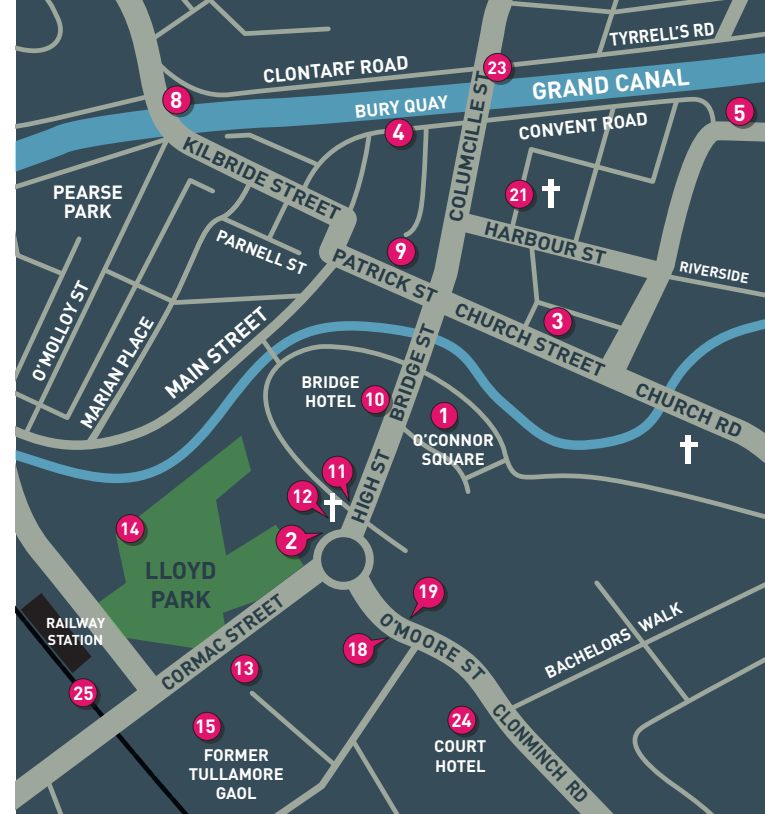 TYRRELL'S RD
CLONTARF ROAD
23
GRAND CANAL
8
BURY QUAY
5
4
CONVENT ROAD
KILBRIDE STREET
COLUMCILLE ST
PEARSE
PARK
21
PARNELL ST
9
HARBOUR ST
PATRICK ST
RIVERSIDE
O'MOLLOY ST
MARIAN PLACE
MAIN STREET
CHURCH STREET
3
BRIDGE ST
BRIDGE
HOTEL
10
CHURCH RD
1
O'CONNOR
SQUARE
HIGH ST
11
12
14
2
LLOYD
PARK
19
RAILWAY
STATION
CORMAC STREET
O'MOORE ST
18
BACHELORS WALK
13
25
15
24
CLONMINCH RD
FORMER
TULLAMORE
GAOL
COURT
HOTEL